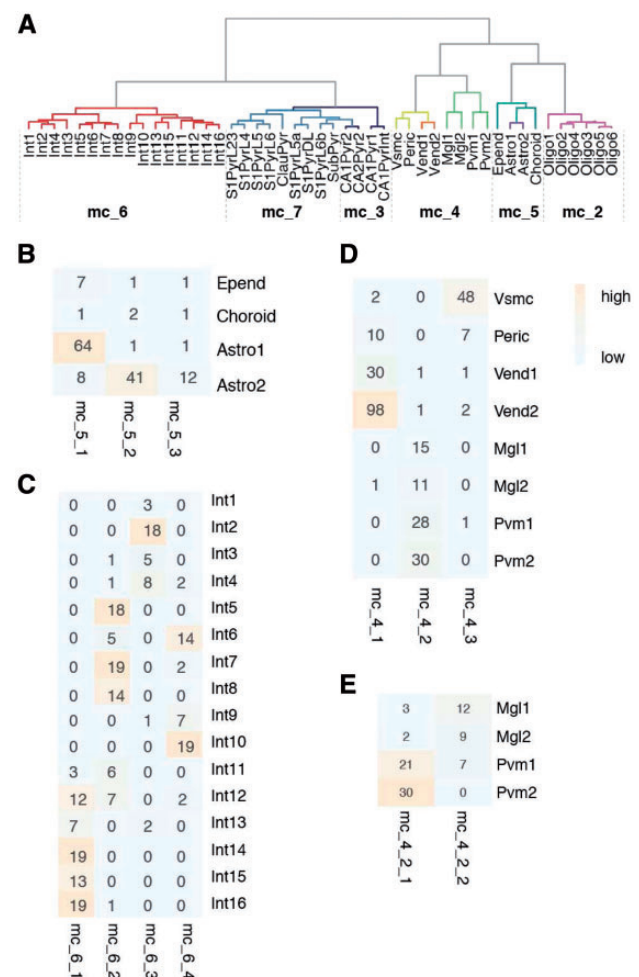 A
Int1 Int2 Int4 Int3 Int5 Int6 Int7 Int8 Int9 Int10 Int13 Int15 Int11 Int12 Int14 Int16 S1PyrL23 S1PyrL4 S1PyrL5 S1PyrL6 ClauPyr S1PyrL5a S1PyrDL S1PyrL6b SubPyr CA1Pyr2 CA2Pyr2 CA1Pyr1 CA1PyrInt Vsmc Peric Vend1 Vend2 Mgl1 Mgl2 Pvm1 Pvm2 Epend Astro1 Astro2 Choroid Oligo1 Oligo2 Oligo4 Oligo3 Oligo5 Oligo6
mc_6 mc_7 mc_3 mc_4 mc_5 mc_2
B
7 1 1 Epend
1 2 1 Choroid
64 1 1 Astro1
8 41 12 Astro2
mc_5_1 mc_5_2 mc_5_3
C
0 0 3 0 Int1
0 0 18 0 Int2
0 1 5 0 Int3
0 1 8 2 Int4
0 18 0 0 Int5
0 5 0 14 Int6
0 19 0 2 Int7
0 14 0 0 Int8
0 0 1 7 Int9
0 0 0 19 Int10
3 6 0 0 Int11
12 7 0 2 Int12
7 0 2 0 Int13
19 0 0 0 Int14
13 0 0 0 Int15
19 1 0 0 Int16
mc_6_1 mc_6_2 mc_6_3 mc_6_4
D
2 0 48 Vsmc
10 0 7 Peric
30 1 1 Vend1
98 1 2 Vend2
0 15 0 Mgl1
1 11 0 Mgl2
0 28 1 Pvm1
0 30 0 Pvm2
mc_4_1 mc_4_2 mc_4_3
high
low
E
3 12 Mgl1
2 9 Mgl2
21 7 Pvm1
30 0 Pvm2
mc_4_2_1 mc_4_2_2